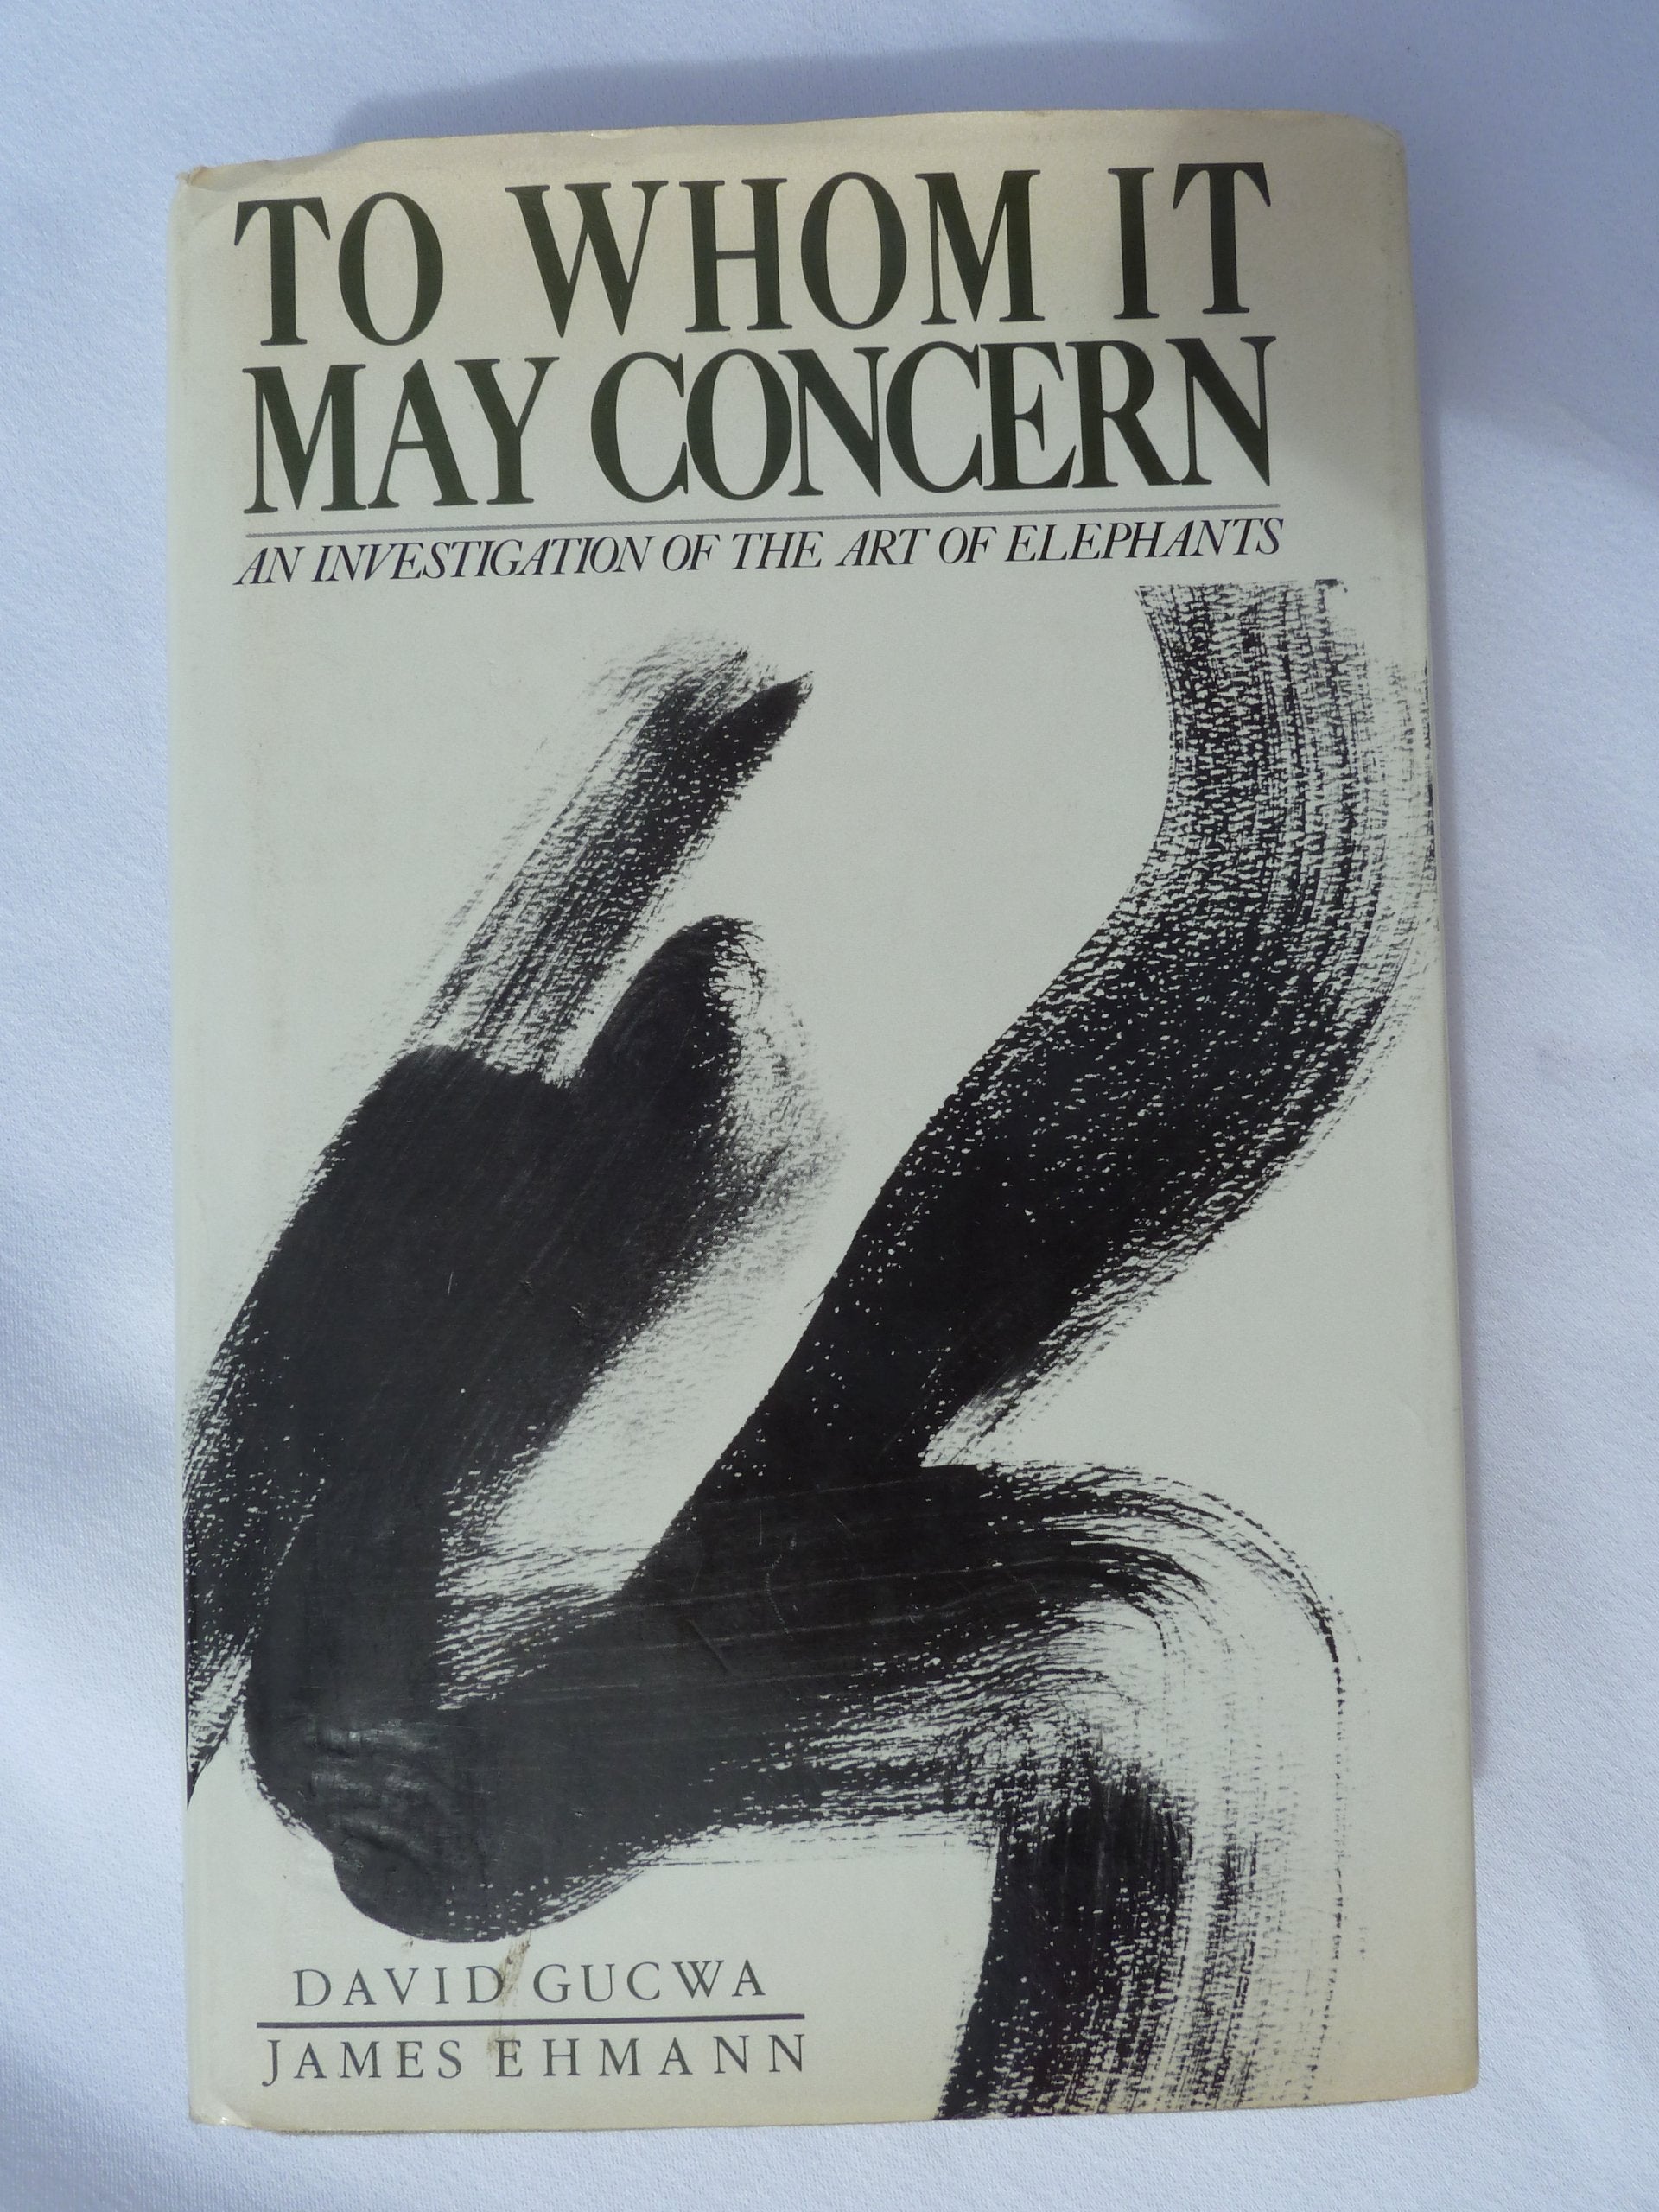 TO WHOM IT
MAY CONCERN
AN INVESTIGATION OF THE ART OF ELEPHANTS
DAVID GUCWA
JAMES EHMANN